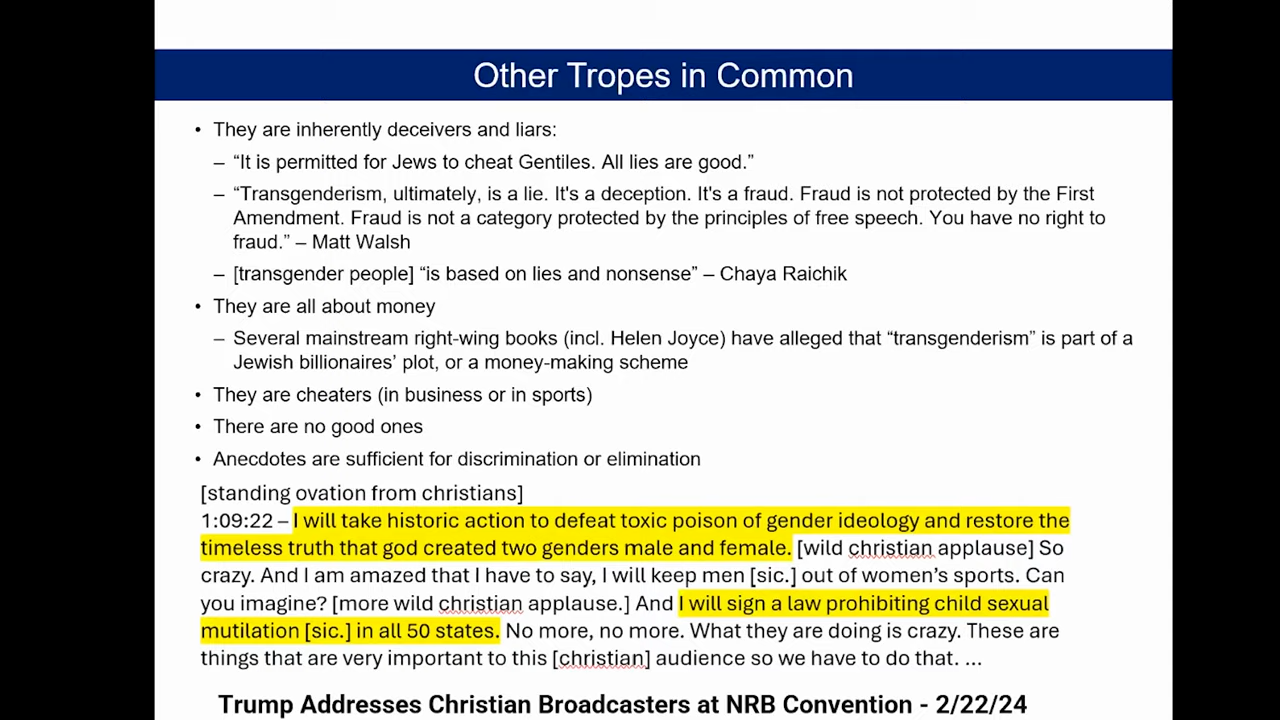 Other Tropes in Common
• They are inherently deceivers and liars:
– “It is permitted for Jews to cheat Gentiles. All lies are good.”
– “Transgenderism, ultimately, is a lie. It's a deception. It's a fraud. Fraud is not protected by the First
Amendment. Fraud is not a category protected by the principles of free speech. You have no right to
fraud.” – Matt Walsh
– [transgender people] “is based on lies and nonsense” – Chaya Raichik
• They are all about money
– Several mainstream right-wing books (incl. Helen Joyce) have alleged that “transgenderism” is part of a
Jewish billionaires’ plot, or a money-making scheme
• They are cheaters (in business or in sports)
• There are no good ones
• Anecdotes are sufficient for discrimination or elimination
[standing ovation from christians]
1:09:22 – I will take historic action to defeat toxic poison of gender ideology and restore the
timeless truth that god created two genders male and female. [wild christian applause] So
crazy. And I am amazed that I have to say, I will keep men [sic.] out of women’s sports. Can
you imagine? [more wild christian applause.] And I will sign a law prohibiting child sexual
mutilation [sic.] in all 50 states. No more, no more. What they are doing is crazy. These are
things that are very important to this [christian] audience so we have to do that. ...
Trump Addresses Christian Broadcasters at NRB Convention - 2/22/24